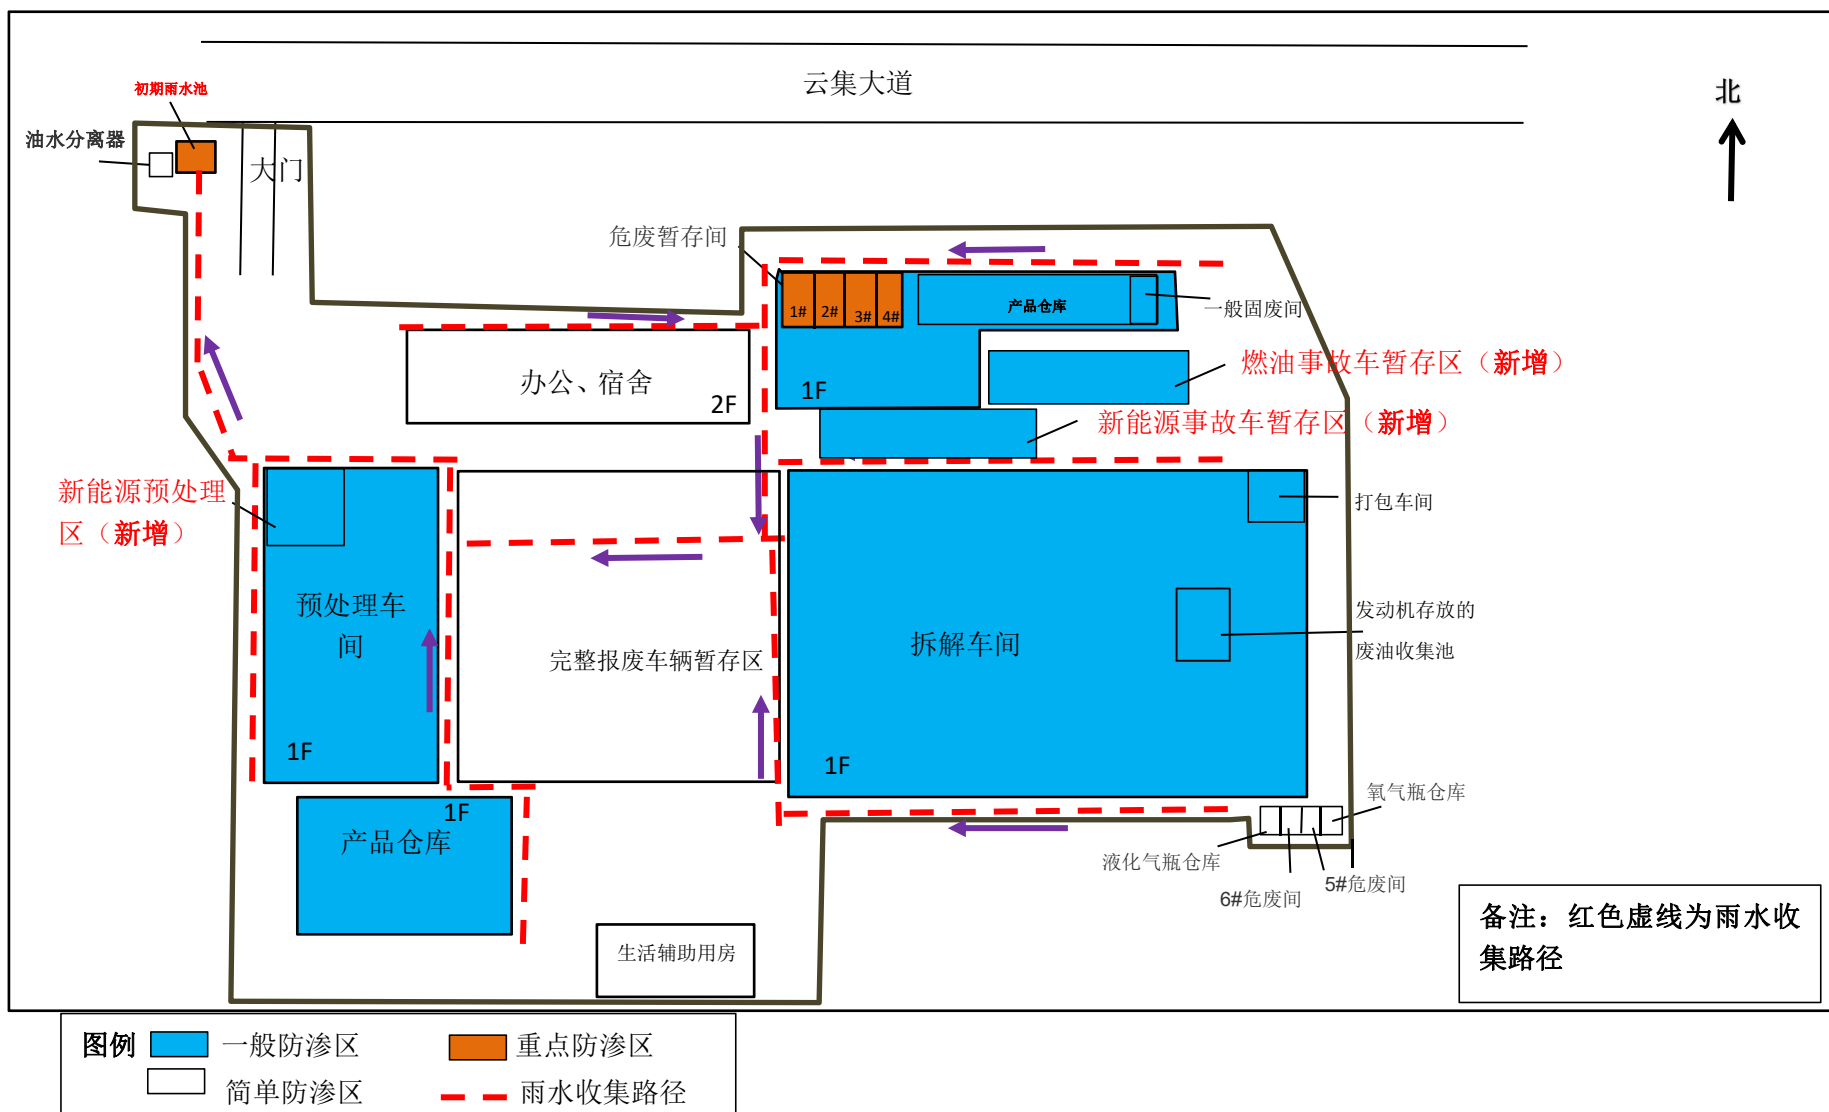 云集大道
初期雨水池
北
油水分离器
大门
危废暂存间
1#
2#
3#
4#
产品仓库
一般固废间
办公、宿舍
2F
1F
燃油事故车暂存区（新增）
新能源事故车暂存区（新增）
新能源预处理
区（新增）
打包车间
预处理车
间
发动机存放的
废油收集池
拆解车间
完整报废车辆暂存区
1F
1F
氧气瓶仓库
1F
产品仓库
液化气瓶仓库
5#危废间
6#危废间
生活辅助用房
备注：红色虚线为雨水收
集路径
图例
一般防渗区
重点防渗区
简单防渗区
雨水收集路径